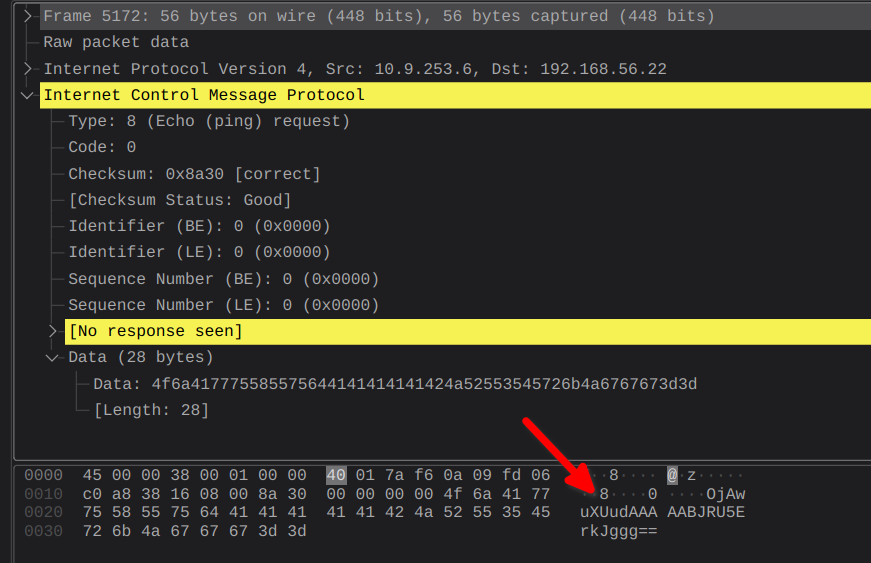 Frame 5172: 56 bytes on wire (448 bits), 56 bytes captured (448 bits)
Raw packet data
Internet Protocol Version 4, Src: 10.9.253.6, Dst: 192.168.56.22
Internet Control Message Protocol
Type: 8 (Echo (ping) request)
Code: 0
Checksum: 0x8a30 [correct]
[Checksum Status: Good]
Identifier (BE): 0 (0x0000)
Identifier (LE): 0 (0x0000)
Sequence Number (BE): 0 (0x0000)
Sequence Number (LE): 0 (0x0000)
[No response seen]
Data (28 bytes)
Data: 4f6a41777558557564414141414141424a52553545726b4a6767673d3d
[Length: 28]
0000 45 00 00 38 00 01 00 00 40 01 7a f6 0a 09 fd 06 ···8····@·z·····
0010 c0 a8 38 16 08 00 8a 30 00 00 00 00 4f 6a 41 77 ··8····0····OjAw
0020 75 58 55 75 64 41 41 41 41 41 42 4a 52 55 35 45 uXUudAAA AABJRU5E
0030 72 6b 4a 67 67 67 3d 3d rkJggg==